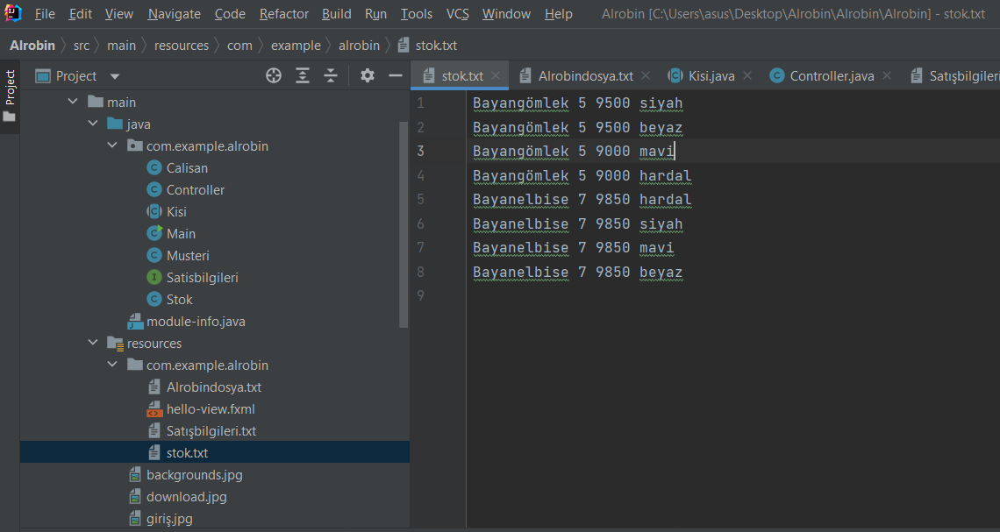 File Edit View Navigate Code Refactor Build Run Tools VCS Window Help Alrobin [C:\Users\asus\Desktop\Alrobin\Alrobin\Alrobin] - stok.txt
Alrobin src main resources com example alrobin stok.txt
Project
Project
stok.txt Alrobindosya.txt Kisi.java Controller.java Satışbilgileri
main
java
com.example.alrobin
Calisan
Controller
Kisi
Main
Musteri
Satisbilgileri
Stok
module-info.java
resources
com.example.alrobin
Alrobindosya.txt
hello-view.fxml
Satışbilgileri.txt
stok.txt
backgrounds.jpg
download.jpg
giriş.jpg
1 Bayangömlek 5 9500 siyah
2 Bayangömlek 5 9500 beyaz
3 Bayangömlek 5 9000 mavi
4 Bayangömlek 5 9000 hardal
5 Bayanelbise 7 9850 hardal
6 Bayanelbise 7 9850 siyah
7 Bayanelbise 7 9850 mavi
8 Bayanelbise 7 9850 beyaz
9